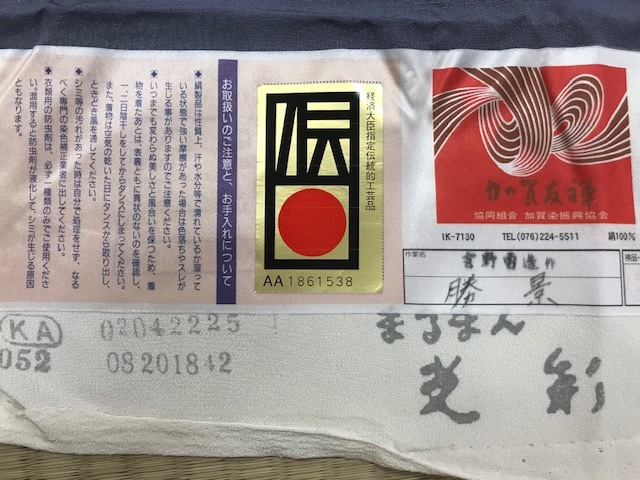 お取扱いのご注意と、お手入れについて
◆絹製品は性質上、汗や水分等で濡れているか湿って
いる状態で強い摩擦があった場合は色落ちやスレが
生じる事がありますのでご注意ください。
◆いつまでも変わらぬ美しさと風合いを保つため、着
物を着たあとは、表裏ともに異状のないのを確認し、
一、二日陰干しをしてからタンスにしまってください。
また、着物は空気の乾いた日にタンスから取り出し、
ときどき風を通してください。
◆シミ等の汚れがあった時は自分で処理をせず、なる
べく専門の染色補正業者に出してください。
◆衣類用の防虫剤は、必ず一種類のみでご使用くださ
い。混用すると防虫剤が液化して、シミが生じる原因
ともなります。
経済大臣指定伝統的工芸品
伝
AA1861538
加賀友禅
協同組合 加賀染振興協会
IK-7130 TEL(076)224-5511 絹100%
作家名
勝景
KA 02042225
052 08201842
まるまん
光彩